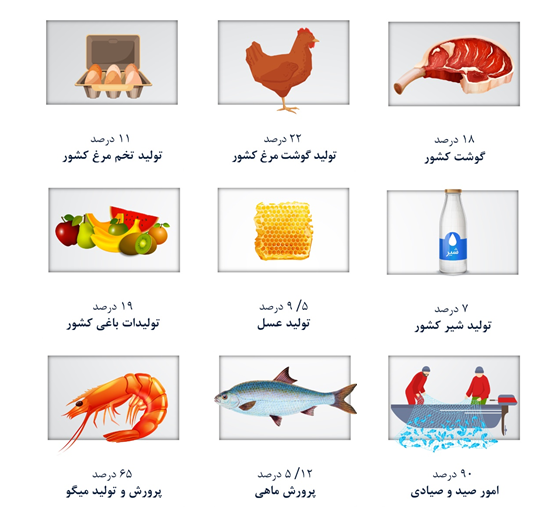 ۱۸ درصد
گوشت کشور
۲۲ درصد
تولید گوشت مرغ کشور
۱۱ درصد
تولید تخم مرغ کشور
شیر
۷ درصد
تولید شیر کشور
۹ /۵ درصد
تولید عسل
۱۹ درصد
تولیدات باغی کشور
۹۰ درصد
امور صید و صیادی
۵ /۱۲ درصد
پرورش ماهی
۶۵ درصد
پرورش و تولید میگو